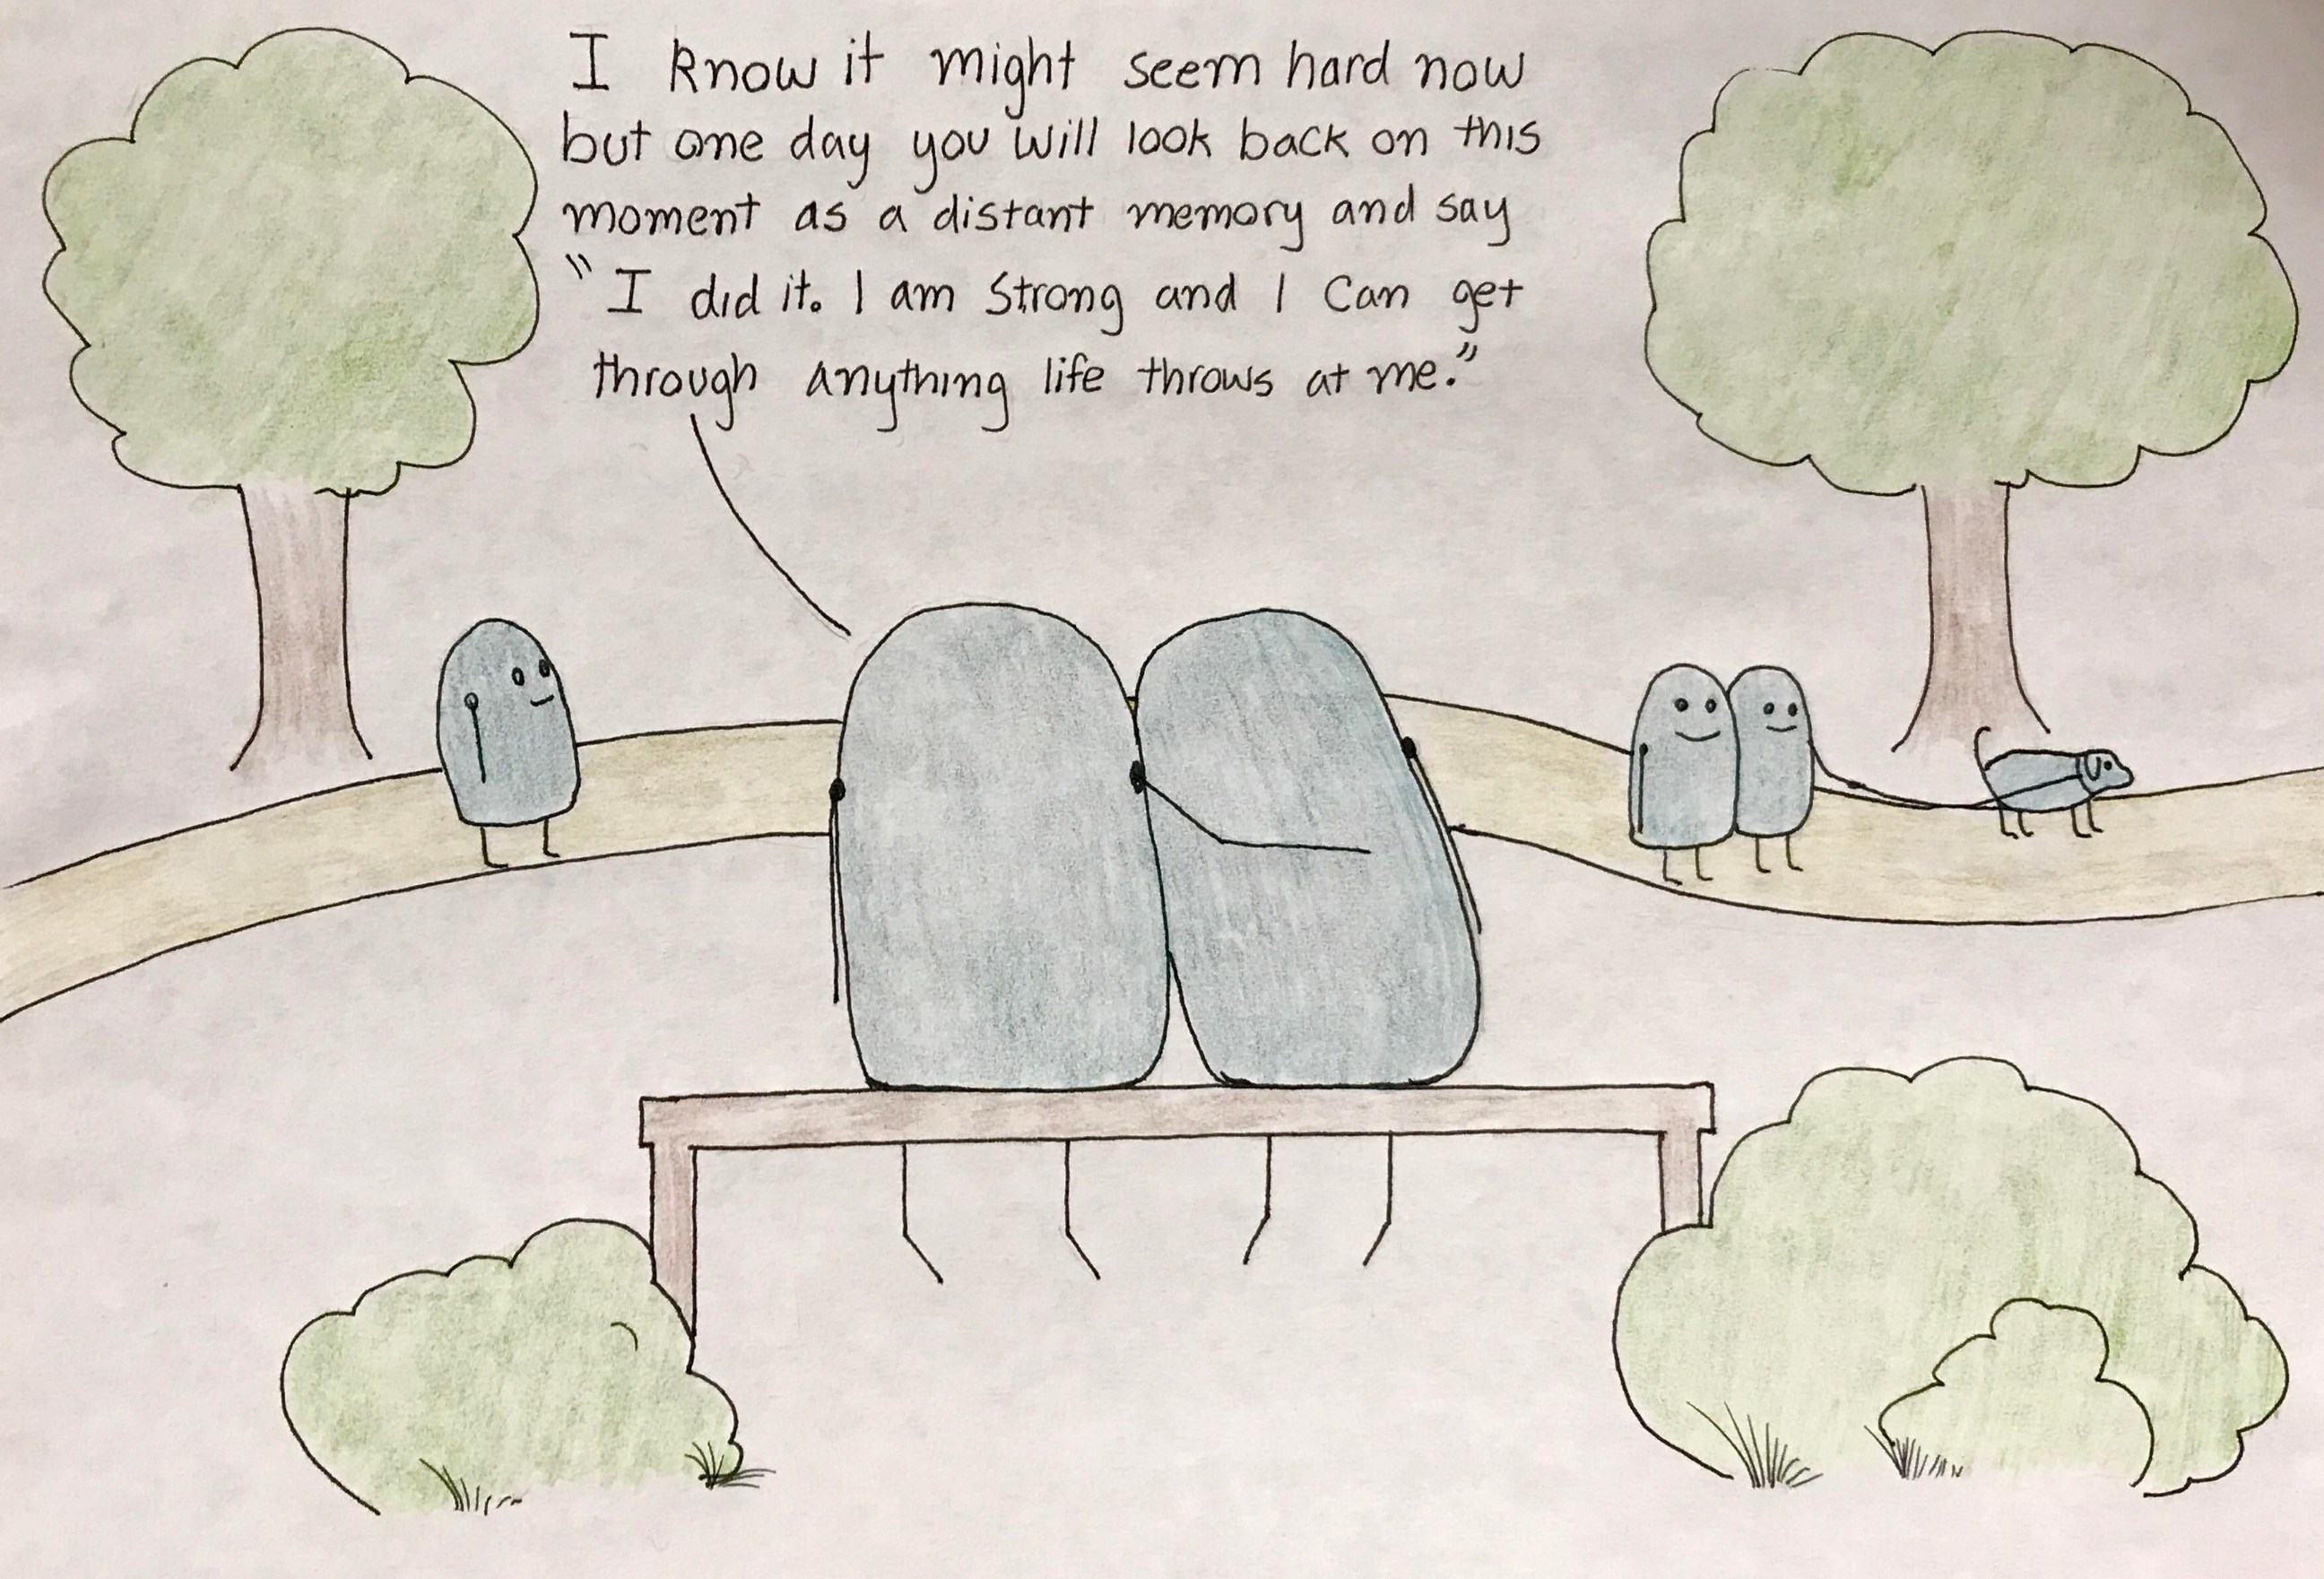 I know it might seem hard now
but one day you will look back on this
moment as a distant memory and say
"I did it. I am strong and I can get
through anything life throws at me."